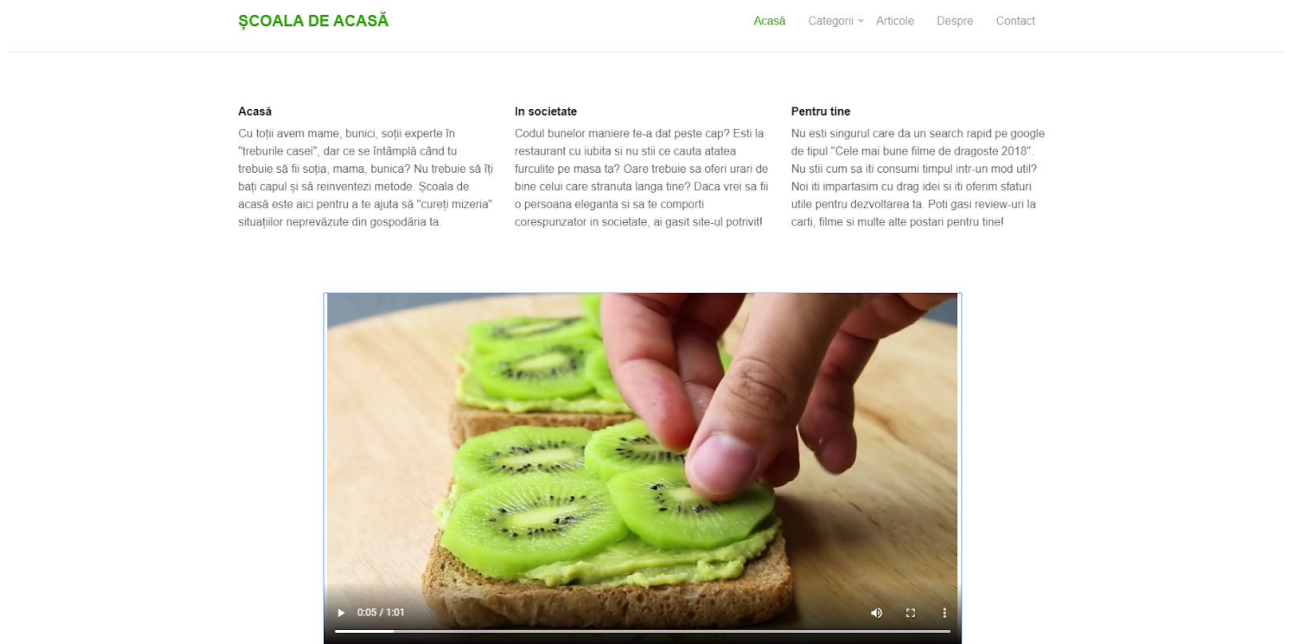 ȘCOALA DE ACASĂ
Acasă Categorii Articole Despre Contact
Acasă
Cu toții avem mame, bunici, soții experte în
"treburile casei", dar ce se întâmplă când tu
trebuie să fii soția, mama, bunica? Nu trebuie să îți
bați capul și să reinventezi metode. Școala de
acasă este aici pentru a te ajuta să "cureți mizeria"
situațiilor neprevăzute din gospodăria ta.
In societate
Codul bunelor maniere te-a dat peste cap? Esti la
restaurant cu iubita si nu stii ce cauta atatea
furculite pe masa ta? Oare trebuie sa oferi urari de
bine celui care stranuta langa tine? Daca vrei sa fii
o persoana eleganta si sa te comporti
corespunzator in societate, ai gasit site-ul potrivit!
Pentru tine
Nu esti singurul care da un search rapid pe google
de tipul "Cele mai bune filme de dragoste 2018".
Nu stii cum sa iti consumi timpul intr-un mod util?
Noi iti impartasim cu drag idei si iti oferim sfaturi
utile pentru dezvoltarea ta. Poti gasi review-uri la
carti, filme si multe alte postari pentru tine!
0:05 / 1:01